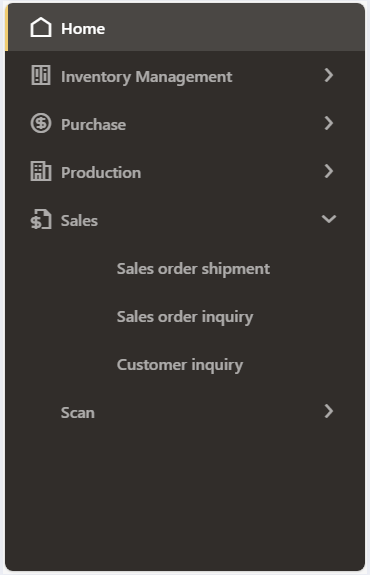 Home
Inventory Management
Purchase
Production
Sales
Sales order shipment
Sales order inquiry
Customer inquiry
Scan